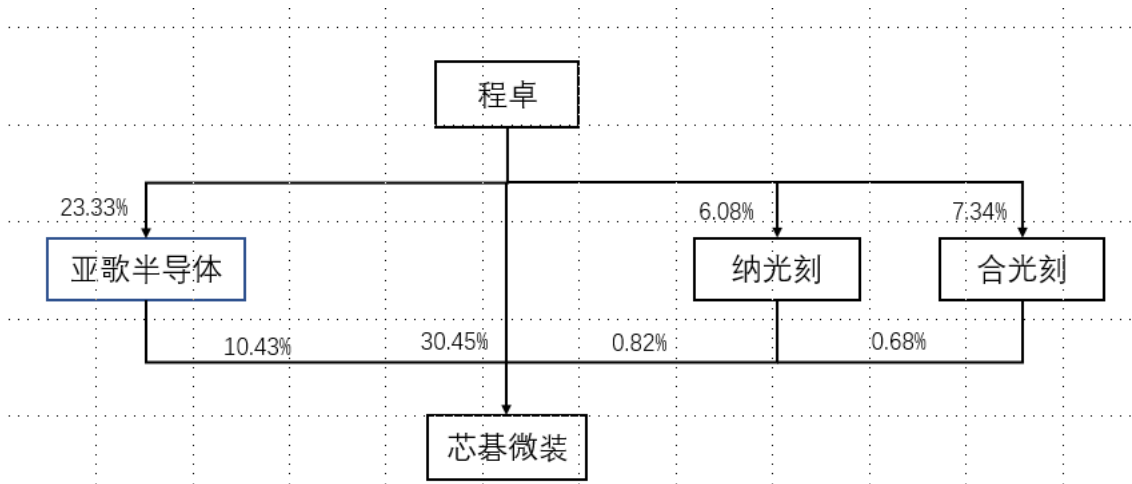 程卓
23.33%
6.08%
7.34%
亚歌半导体
纳光刻
合光刻
10.43%
30.45%
0.82%
0.68%
芯碁微装